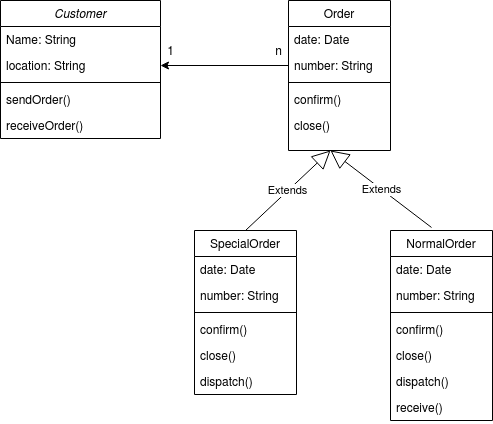 Customer
Name: String
location: String
sendOrder()
receiveOrder()
1
n
Order
date: Date
number: String
confirm()
close()
Extends
Extends
SpecialOrder
date: Date
number: String
confirm()
close()
dispatch()
NormalOrder
date: Date
number: String
confirm()
close()
dispatch()
receive()